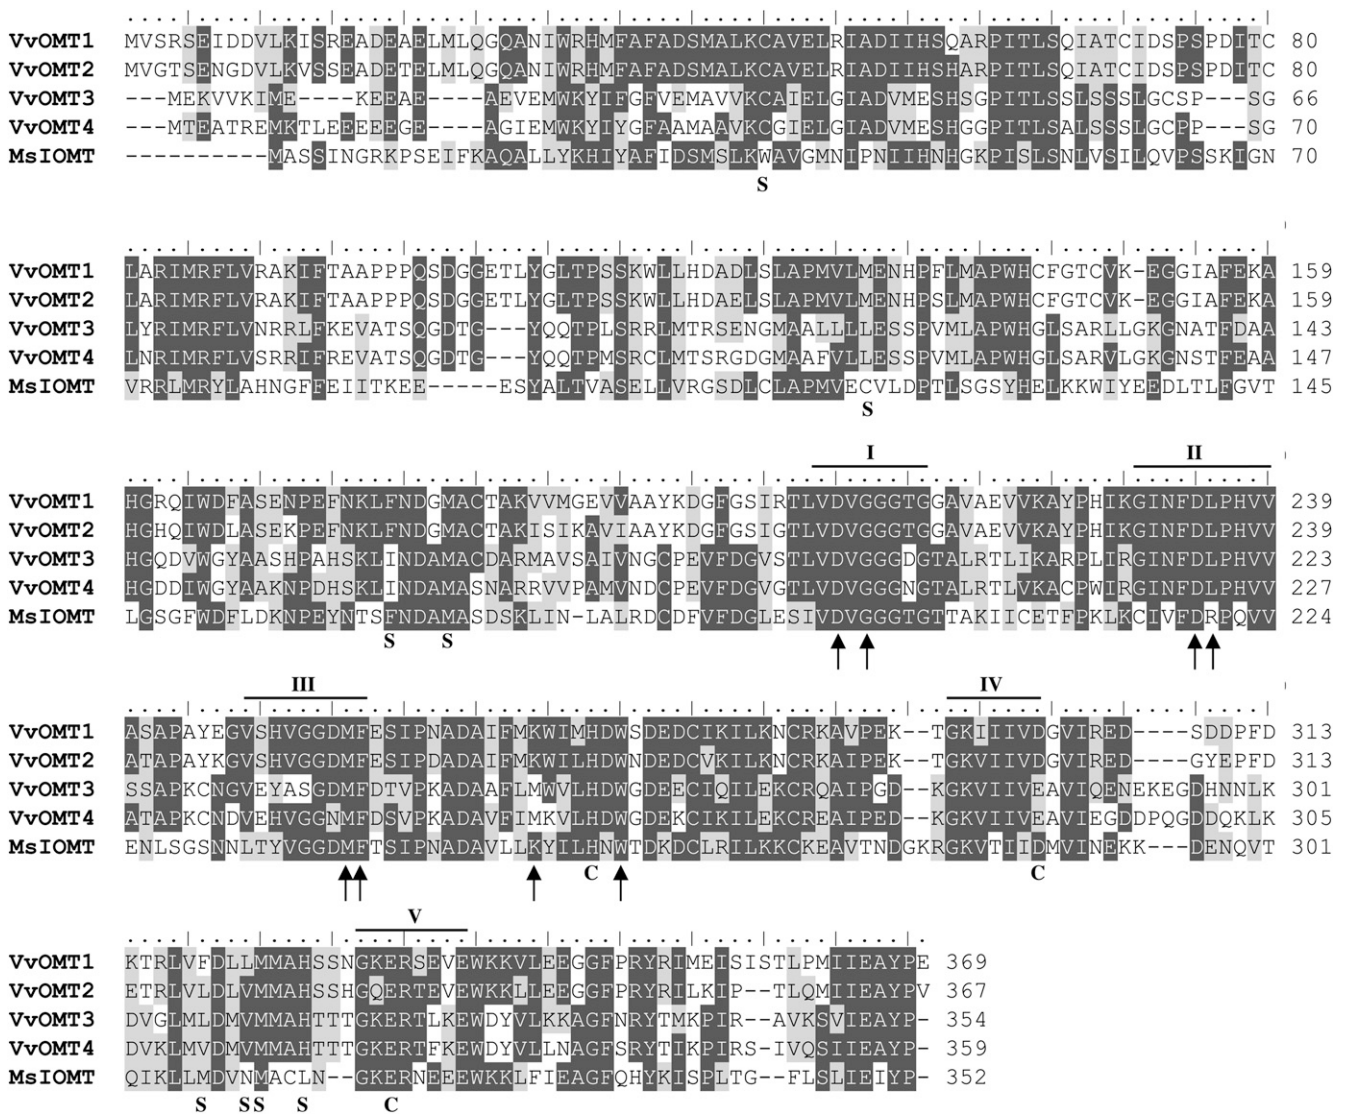 VvOMT1 MVSRSEIDDVLKISREADEAELMLQGQANIWRHMFAFADSMALKCAVELRIADIIHSQARPITLSQIATCIDSPSPDITC 80
VvOMT2 MVGTSENGDVLKVSSEADETELMLQGQANIWRHMFAFADSMALKCAVELRIADIIHSHARPITLSQIATCIDSPSPDITC 80
VvOMT3 ---MEKVVKIME----KEEAE----AEVEMWKYIFGFVEMAVVKCAIELGIADVMESHSGPITLSSLSSSLGCSP---SG 66
VvOMT4 ---MTEATREMKTLEEEEEGE----AGIEMWKYIYGFAAMAAVKCGIELGIADVMESHGGPITLSALSSSLGCPP---SG 70
MsIOMT ----------MASSINGRKPSEIFKAQALLYKHIYAFIDSMSLKWAVGMNIPNIIHNHGKPISLSNLVSILQVPSSKIGN 70
S
VvOMT1 LARIMRFLVRAKIFTAAPPPQSDGGETLYGLTPSSKWLLHDADLSLAPMVLMENHPFLMAPWHCFGTCVK-EGGIAFEKA 159
VvOMT2 LARIMRFLVRAKIFTAAPPPQSDGGETLYGLTPSSKWLLHDAELSLAPMVLMENHPSLMAPWHCFGTCVK-EGGIAFEKA 159
VvOMT3 LYRIMRFLVNRRLFKEVATSQGDTG---YQQTPLSRRLMTRSENGMAALLLLESSPVMLAPWHGLSARLLGKGNATFDAA 143
VvOMT4 LNRIMRFLVSRRIFREVATSQGDTG---YQQTPMSRCLMTSRGDGMAAFVLLESSPVMLAPWHGLSARVLGKGNSTFEAA 147
MsIOMT VRRLMRYLAHNGFFEIITKEE-----ESYALTVASELLVRGSDLCLAPMVECVLDPTLSGSYHELKKWIYEEDLTLFGVT 145
S
I II
VvOMT1 HGRQIWDFASENPEFNKLFNDGMACTAKVVMGEVVAAYKDGFGSIRTLVDVGGGTGGAVAEVVKAYPHIKGINFDLPHVV 239
VvOMT2 HGHQIWDLASEKPEFNKLFNDGMACTAKISIKAVIAAYKDGFGSIGTLVDVGGGTGGAVAEVVKAYPHIKGINFDLPHVV 239
VvOMT3 HGQDVWGYAASHPAHSKLINDAMACDARMAVSAIVNGCPEVFDGVSTLVDVGGGDGTALRTLIKARPLIRGINFDLPHVV 223
VvOMT4 HGDDIWGYAAKNPDHSKLINDAMASNARRVVPAMVNDCPEVFDGVGTLVDVGGGNGTALRTLVKACPWIRGINFDLPHVV 227
MsIOMT LGSGFWDFLDKNPEYNTSFNDAMASDSKLIN-LALRDCDFVFDGLESIVDVGGGTGTTAKIICETFPKLKCIVFDRPQVV 224
S S
III IV
VvOMT1 ASAPAYEGVSHVGGDMFESIPNADAIFMKWIMHDWSDEDCIKILKNCRKAVPEK--TGKIIIVDGVIRED----SDDPFD 313
VvOMT2 ATAPAYKGVSHVGGDMFESIPDADAIFMKWILHDWNDEDCVKILKNCRKAIPEK--TGKVIIVDGVIRED----GYEPFD 313
VvOMT3 SSAPKCNGVEYASGDMFDTVPKADAAFLMWVLHDWGDEECIQILEKCRQAIPGD--KGKVIIVEAVIQENEKEGDHNNLK 301
VvOMT4 ATAPKCNDVEHVGGNMFDSVPKADAVFIMKVLHDWGDEKCIKILEKCREAIPED--KGKVIIVEAVIEGDDPQGDDQKLK 305
MsIOMT ENLSGSNNLTYVGGDMFTSIPNADAVLLKYILHNWTDKDCLRILKKCKEAVTNDGKRGKVTIIDMVINEKK---DENQVT 301
C C
V
VvOMT1 KTRLVFDLLMMAHSSNGKERSEVEWKKVLEEGGFPRYRIMEISISTLPMIIEAYPE 369
VvOMT2 ETRLVLDLVMMAHSSHGQERTEVEWKKLLEEGGFPRYRILKIP--TLQMIIEAYPV 367
VvOMT3 DVGLMLDMVMMAHTTTGKERTLKEWDYVLKKAGFNRYTMKPIR--AVKSVIEAYP- 354
VvOMT4 DVKLMVDMVMMAHTTTGKERTFKEWDYVLLNAGFSRYTIKPIRS-IVQSIIEAYP- 359
MsIOMT QIKLLMDVNMACLN--GKERNEEEWKKLFIEAGFQHYKISPLTG--FLSLIEIYP- 352
S SS S C